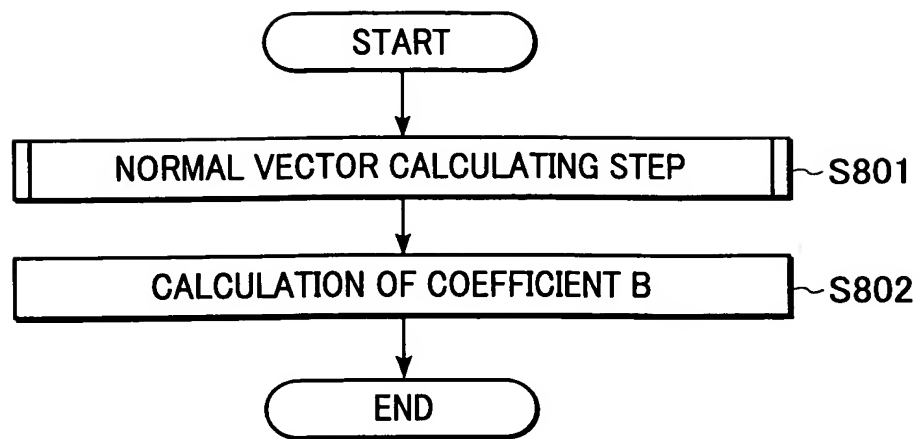 START
NORMAL VECTOR CALCULATING STEP
S801
CALCULATION OF COEFFICIENT B
S802
END